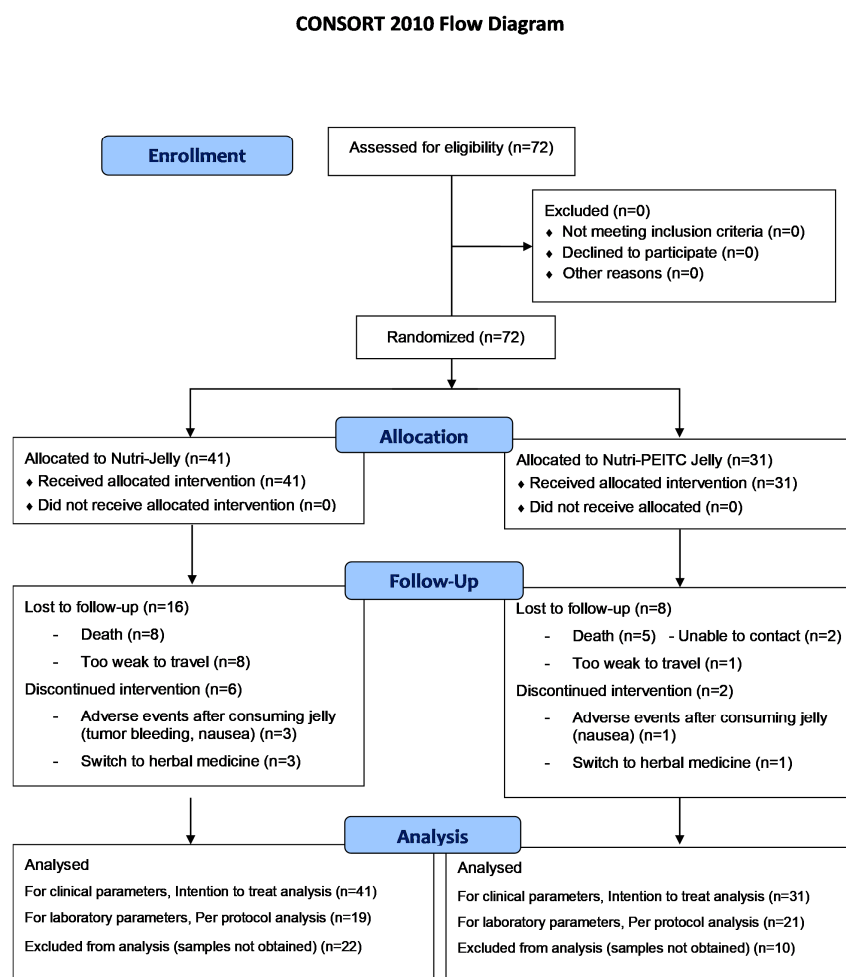 CONSORT 2010 Flow Diagram
Enrollment
Assessed for eligibility (n=72)
Excluded (n=0)
♦ Not meeting inclusion criteria (n=0)
♦ Declined to participate (n=0)
♦ Other reasons (n=0)
Randomized (n=72)
Allocation
Allocated to Nutri-Jelly (n=41)
♦ Received allocated intervention (n=41)
♦ Did not receive allocated intervention (n=0)
Allocated to Nutri-PEITC Jelly (n=31)
♦ Received allocated intervention (n=31)
♦ Did not receive allocated (n=0)
Follow-Up
Lost to follow-up (n=16)
- Death (n=8)
- Too weak to travel (n=8)
Discontinued intervention (n=6)
- Adverse events after consuming jelly
(tumor bleeding, nausea) (n=3)
- Switch to herbal medicine (n=3)
Lost to follow-up (n=8)
- Death (n=5) - Unable to contact (n=2)
- Too weak to travel (n=1)
Discontinued intervention (n=2)
- Adverse events after consuming jelly
(nausea) (n=1)
- Switch to herbal medicine (n=1)
Analysis
Analysed
For clinical parameters, Intention to treat analysis (n=41)
For laboratory parameters, Per protocol analysis (n=19)
Excluded from analysis (samples not obtained) (n=22)
Analysed
For clinical parameters, Intention to treat analysis (n=31)
For laboratory parameters, Per protocol analysis (n=21)
Excluded from analysis (samples not obtained) (n=10)